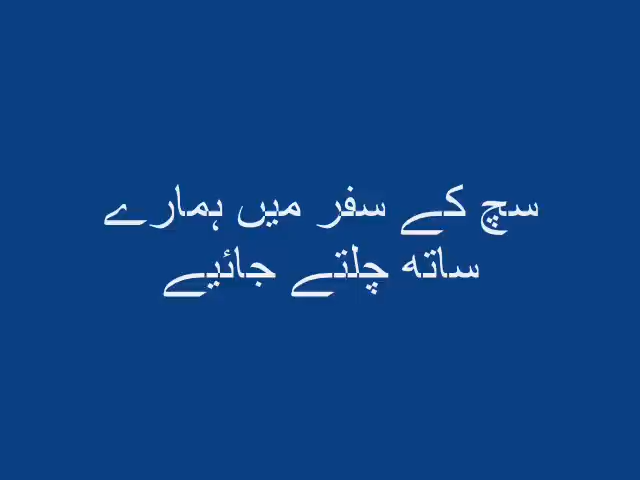 سچ کے سفر میں ہمارے
ساتھ چلتے جائیے